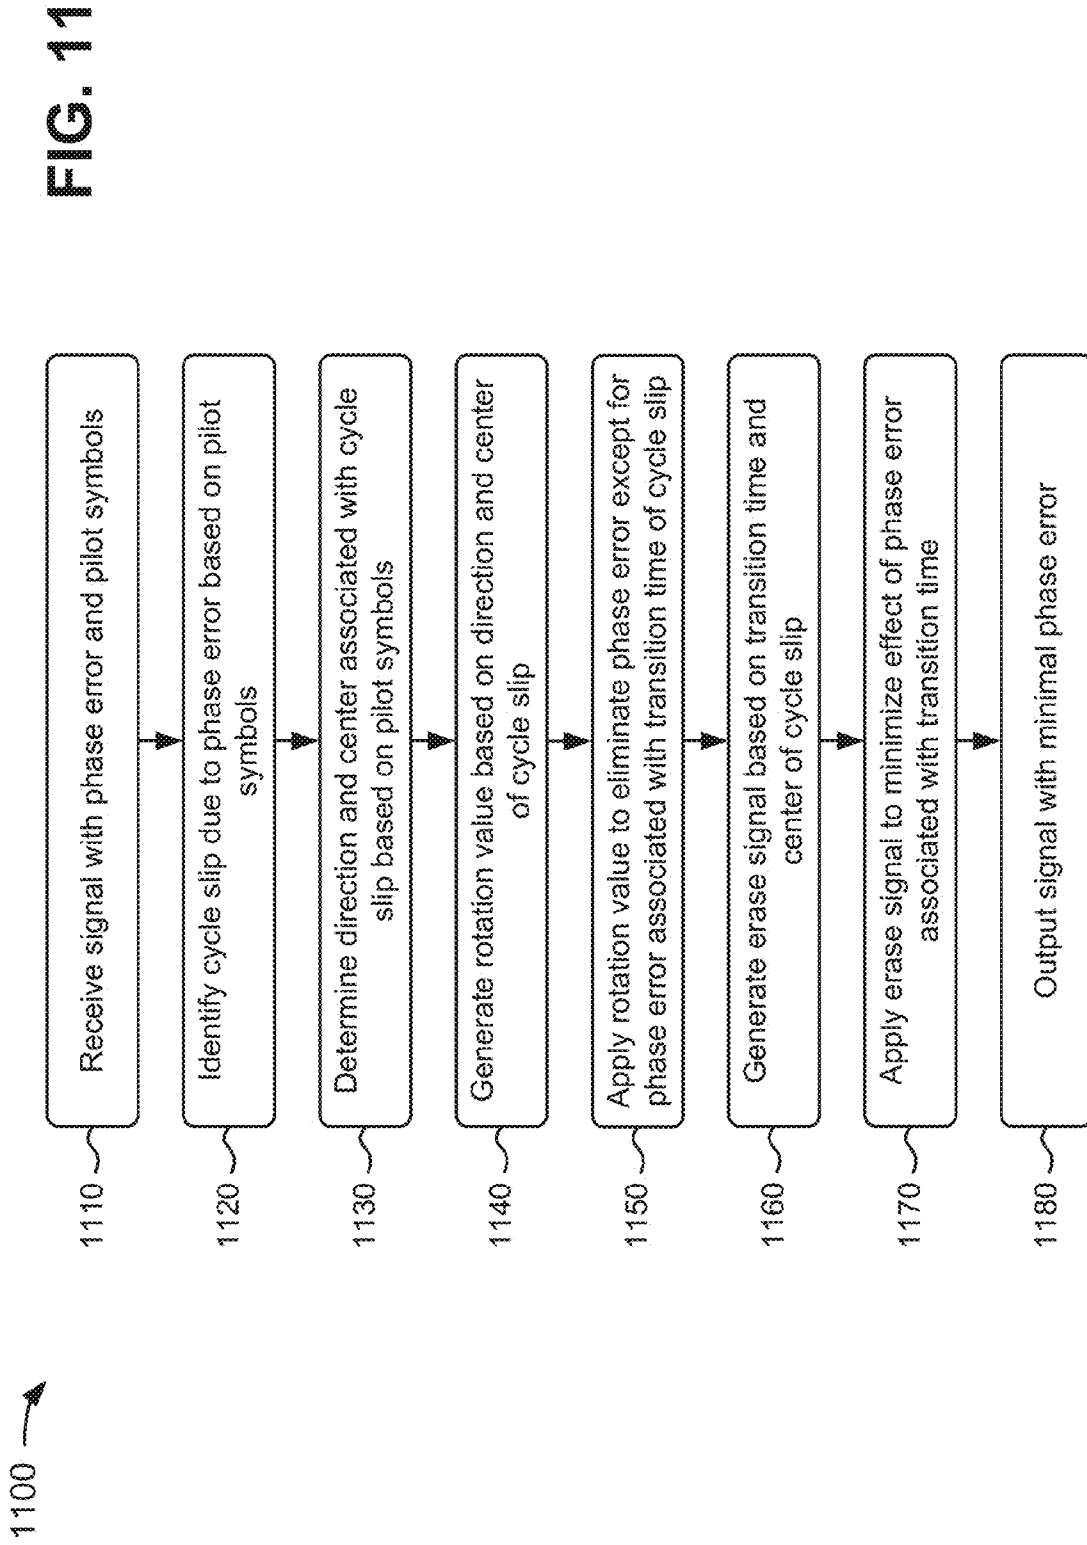 1100
1110
Receive signal with phase error and pilot symbols
1120
Identify cycle slip due to phase error based on pilot
symbols
1130
Determine direction and center associated with cycle
slip based on pilot symbols
1140
Generate rotation value based on direction and center
of cycle slip
1150
Apply rotation value to eliminate phase error except for
phase error associated with transition time of cycle slip
1160
Generate erase signal based on transition time and
center of cycle slip
1170
Apply erase signal to minimize effect of phase error
associated with transition time
1180
Output signal with minimal phase error
FIG. 11